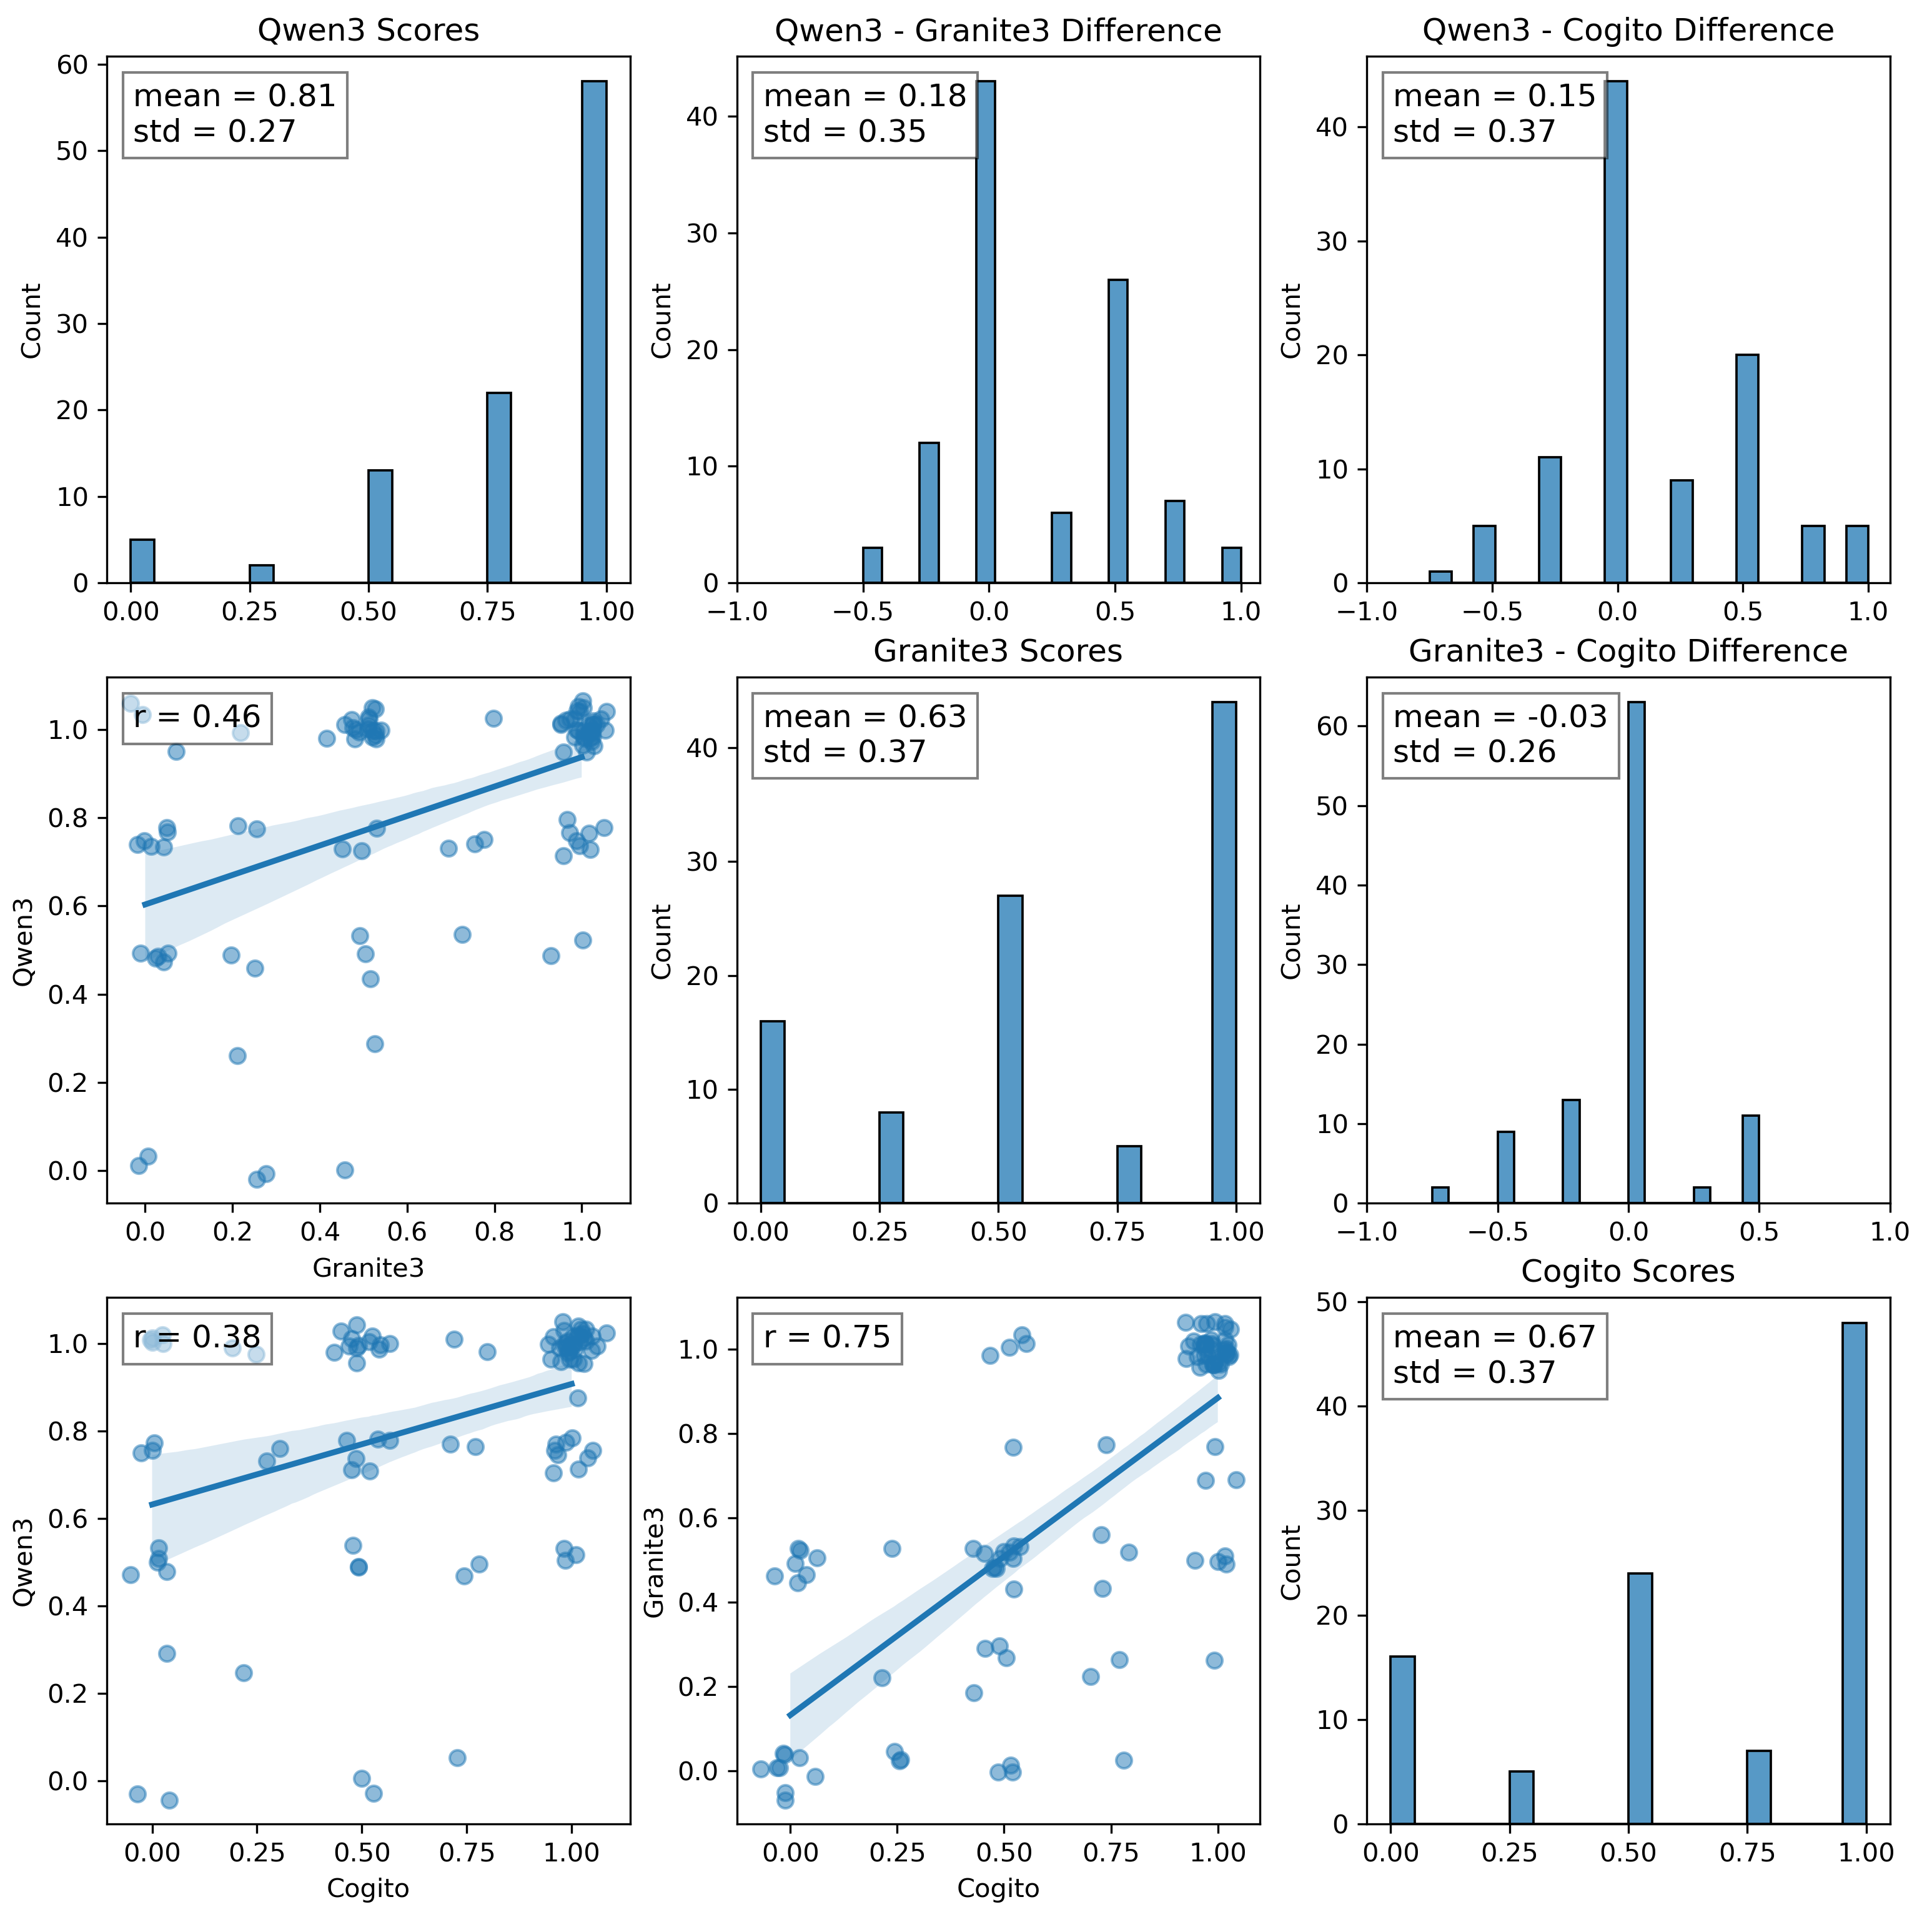 Qwen3 Scores
mean = 0.81
std = 0.27
Count
60
50
40
30
20
10
0
0.00 0.25 0.50 0.75 1.00
Qwen3 - Granite3 Difference
mean = 0.18
std = 0.35
Count
40
30
20
10
0
−1.0 −0.5 0.0 0.5 1.0
Qwen3 - Cogito Difference
mean = 0.15
std = 0.37
Count
40
30
20
10
0
−1.0 −0.5 0.0 0.5 1.0
r = 0.46
Qwen3
1.0
0.8
0.6
0.4
0.2
0.0
0.0 0.2 0.4 0.6 0.8 1.0
Granite3
Granite3 Scores
mean = 0.63
std = 0.37
Count
40
30
20
10
0
0.00 0.25 0.50 0.75 1.00
Granite3 - Cogito Difference
mean = -0.03
std = 0.26
Count
60
50
40
30
20
10
0
−1.0 −0.5 0.0 0.5 1.0
r = 0.38
Qwen3
1.0
0.8
0.6
0.4
0.2
0.0
0.00 0.25 0.50 0.75 1.00
Cogito
r = 0.75
Granite3
1.0
0.8
0.6
0.4
0.2
0.0
0.00 0.25 0.50 0.75 1.00
Cogito
Cogito Scores
mean = 0.67
std = 0.37
Count
50
40
30
20
10
0
0.00 0.25 0.50 0.75 1.00